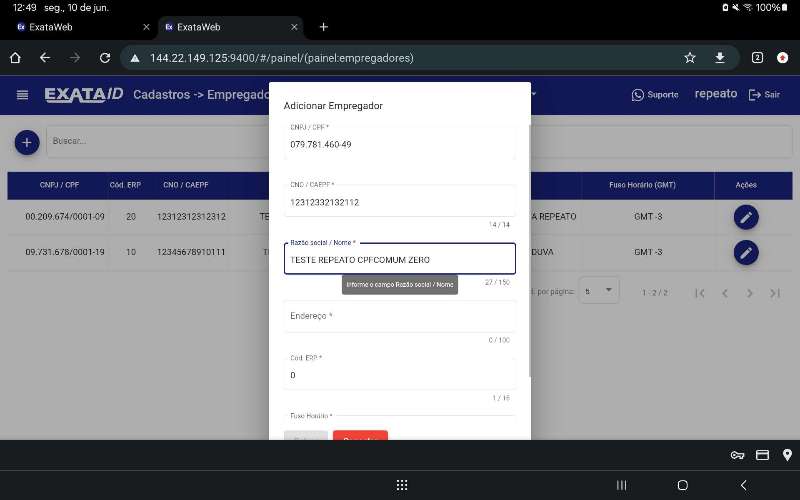 12:49 seg., 10 de jun.
100%
ExataWeb
ExataWeb
144.22.149.125:9400/#/painel/(painel:empregadores)
2
EXATA ID Cadastros -> Empregado
Suporte repeato Sair
Buscar...
CNPJ / CPF Cód. ERP CNO / CAEPF Fuso Horário (GMT) Ações
00.209.674/0001-09 20 12312312312312 TE A REPEATO GMT -3
09.731.678/0001-19 10 12345678910111 DUVA GMT -3
por página: 5 1 - 2 / 2
Adicionar Empregador
CNPJ / CPF *
079.781.460-49
CNO / CAEPF *
12312332132112
14 / 14
Razão social / Nome *
TESTE REPEATO CPFCOMUM ZERO
Informe o campo Razão social / Nome
27 / 150
Endereço *
0 / 100
Cód. ERP *
0
1 / 16
Fuso Horário *